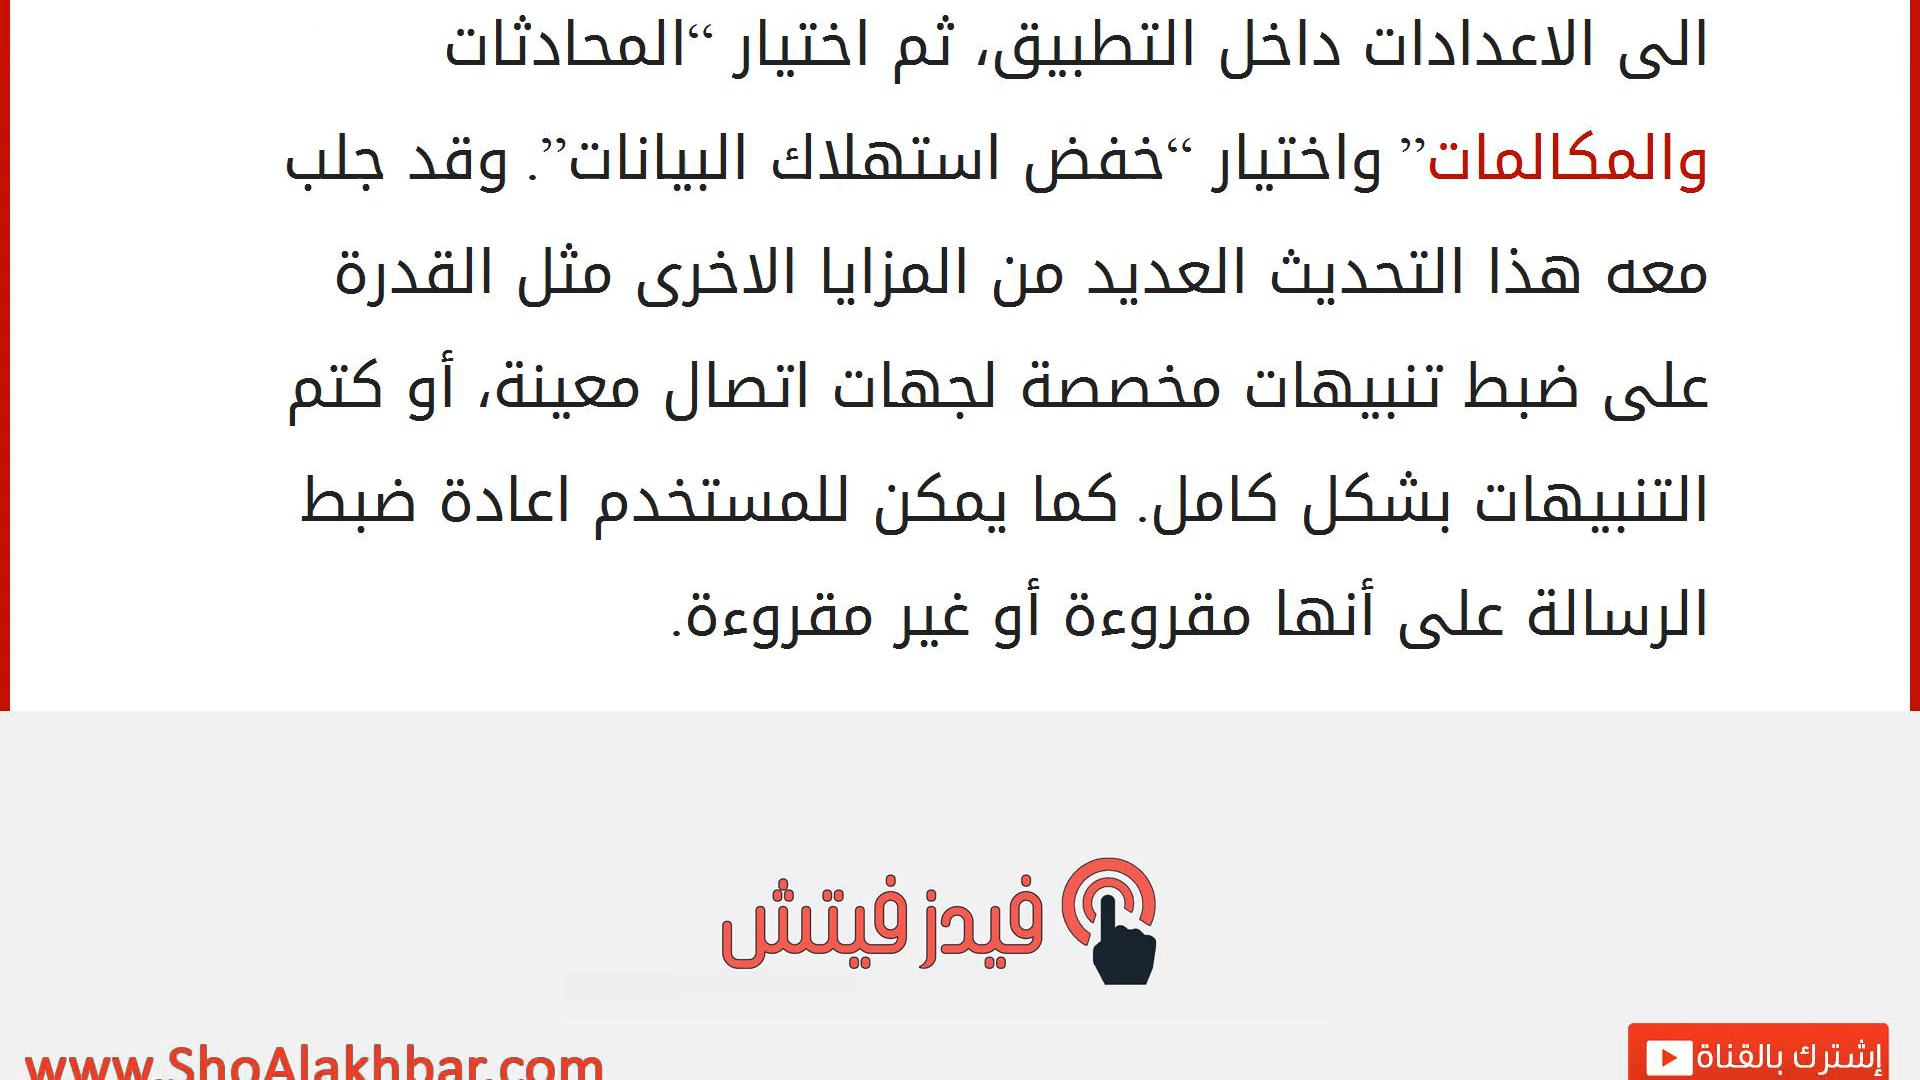 الى الاعدادات داخل التطبيق، ثم اختيار “المحادثات
والمكالمات” واختيار “خفض استهلاك البيانات”. وقد جلب
معه هذا التحديث العديد من المزايا الاخرى مثل القدرة
على ضبط تنبيهات مخصصة لجهات اتصال معينة، أو كتم
التنبيهات بشكل كامل. كما يمكن للمستخدم اعادة ضبط
الرسالة على أنها مقروءة أو غير مقروءة.
فيدز فيتش
www.ShoAlakhbar.com
إشترك بالقناة